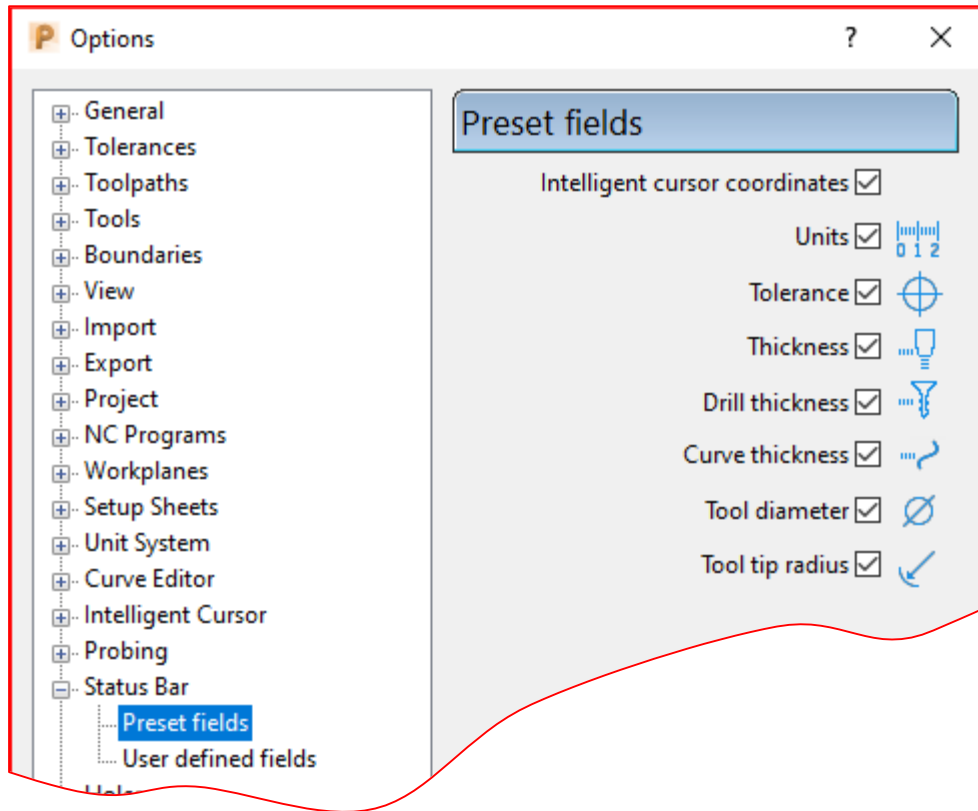 P Options ?
General
Tolerances
Toolpaths
Tools
Boundaries
View
Import
Export
Project
NC Programs
Workplanes
Setup Sheets
Unit System
Curve Editor
Intelligent Cursor
Probing
Status Bar
Preset fields
User defined fields
Preset fields
Intelligent cursor coordinates
Units
0 1 2
Tolerance
Thickness
Drill thickness
Curve thickness
Tool diameter
Tool tip radius